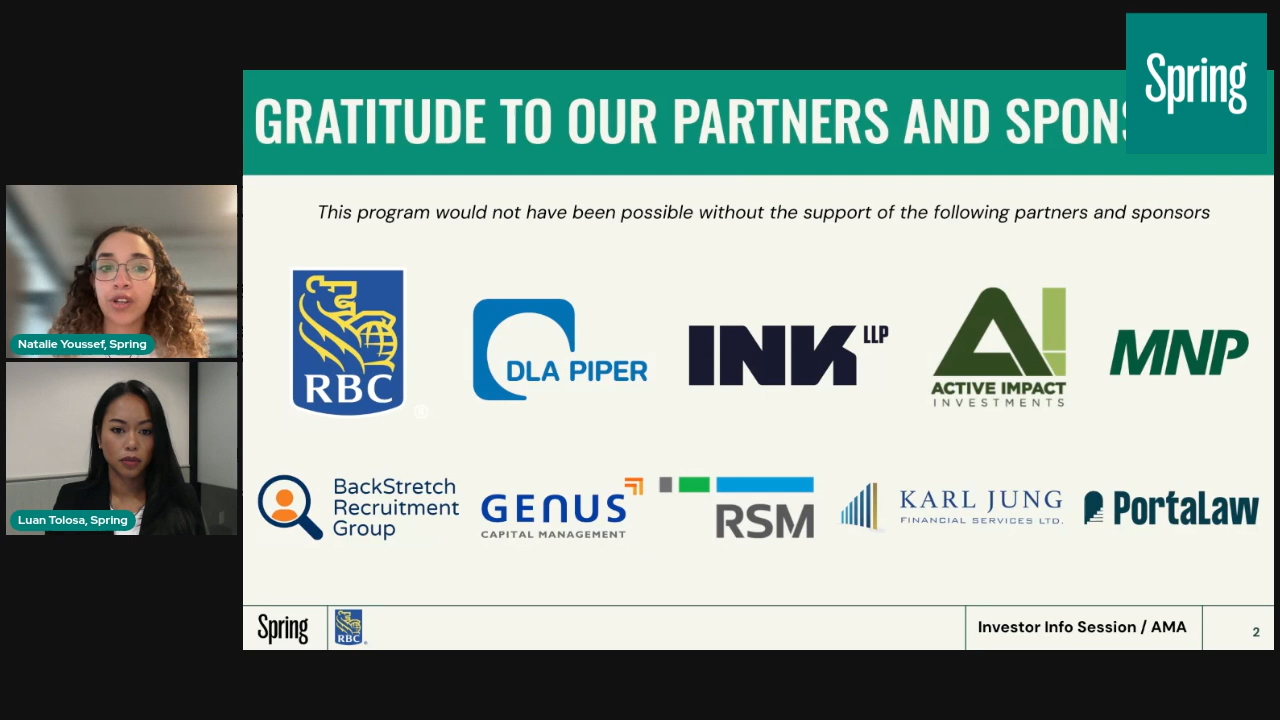 Spring
GRATITUDE TO OUR PARTNERS AND SPONS
This program would not have been possible without the support of the following partners and sponsors
RBC
®
DLA PIPER
INK LLP
ACTIVE IMPACT
INVESTMENTS
MNP
BackStretch
Recruitment
Group
GENUS
CAPITAL MANAGEMENT
RSM
KARL JUNG
FINANCIAL SERVICES LTD.
PortaLaw
Natalie Youssef, Spring
Luan Tolosa, Spring
Spring
RBC
®
Investor Info Session / AMA
2